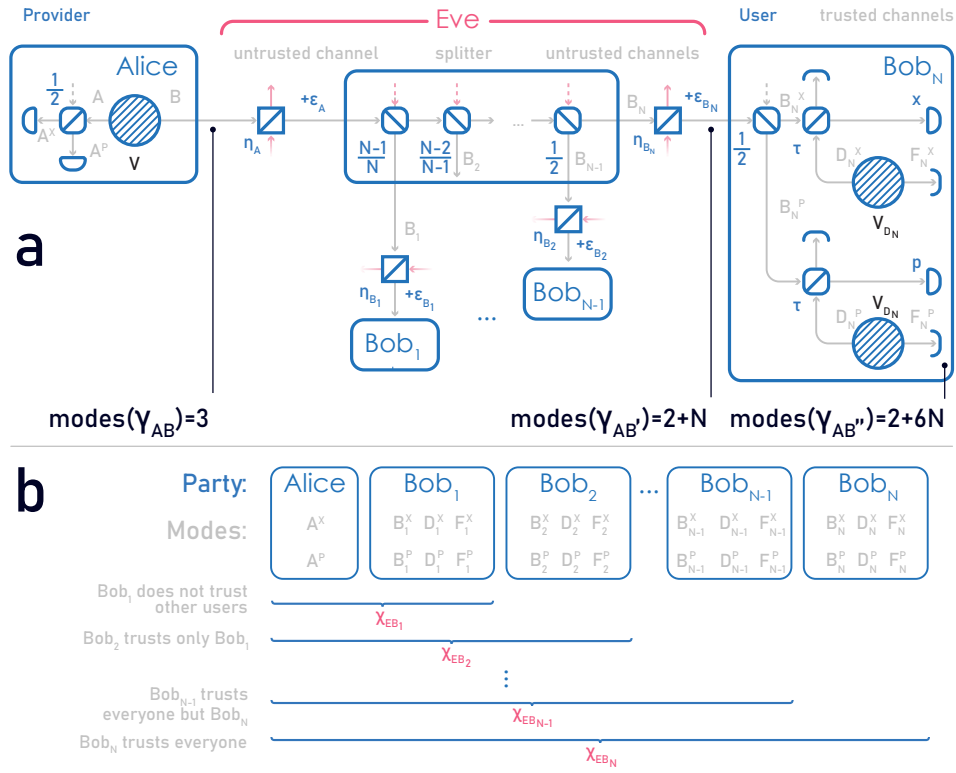 Provider
Eve
User
trusted channels
untrusted channel
splitter
untrusted channels
Alice
Bob_N
1/2
A
B
A^X
A^P
V
+ε_A
η_A
N-1/N
N-2/N-1
...
1/2
B_1
B_2
B_N-1
B_N
+ε_B_N
η_B_N
1/2
B_N^X
τ
x
D_N^X
F_N^X
V_D_N
B_N^P
p
τ
V_D_N
D_N^P
F_N^P
η_B_1
+ε_B_1
Bob_1
...
η_B_2
+ε_B_2
Bob_N-1
a
modes(γ_AB)=3
modes(γ_AB')=2+N
modes(γ_AB'')=2+6N
b
Party:
Alice
Bob_1
Bob_2
...
Bob_N-1
Bob_N
Modes:
A^X
B_1^X D_1^X F_1^X
B_2^X D_2^X F_2^X
B_N-1^X D_N-1^X F_N-1^X
B_N^X D_N^X F_N^X
A^P
B_1^P D_1^P F_1^P
B_2^P D_2^P F_2^P
B_N-1^P D_N-1^P F_N-1^P
B_N^P D_N^P F_N^P
Bob_1 does not trust
other users
χ_EB_1
Bob_2 trusts only Bob_1
χ_EB_2
⋮
Bob_N-1 trusts
everyone but Bob_N
χ_EB_N-1
Bob_N trusts everyone
χ_EB_N